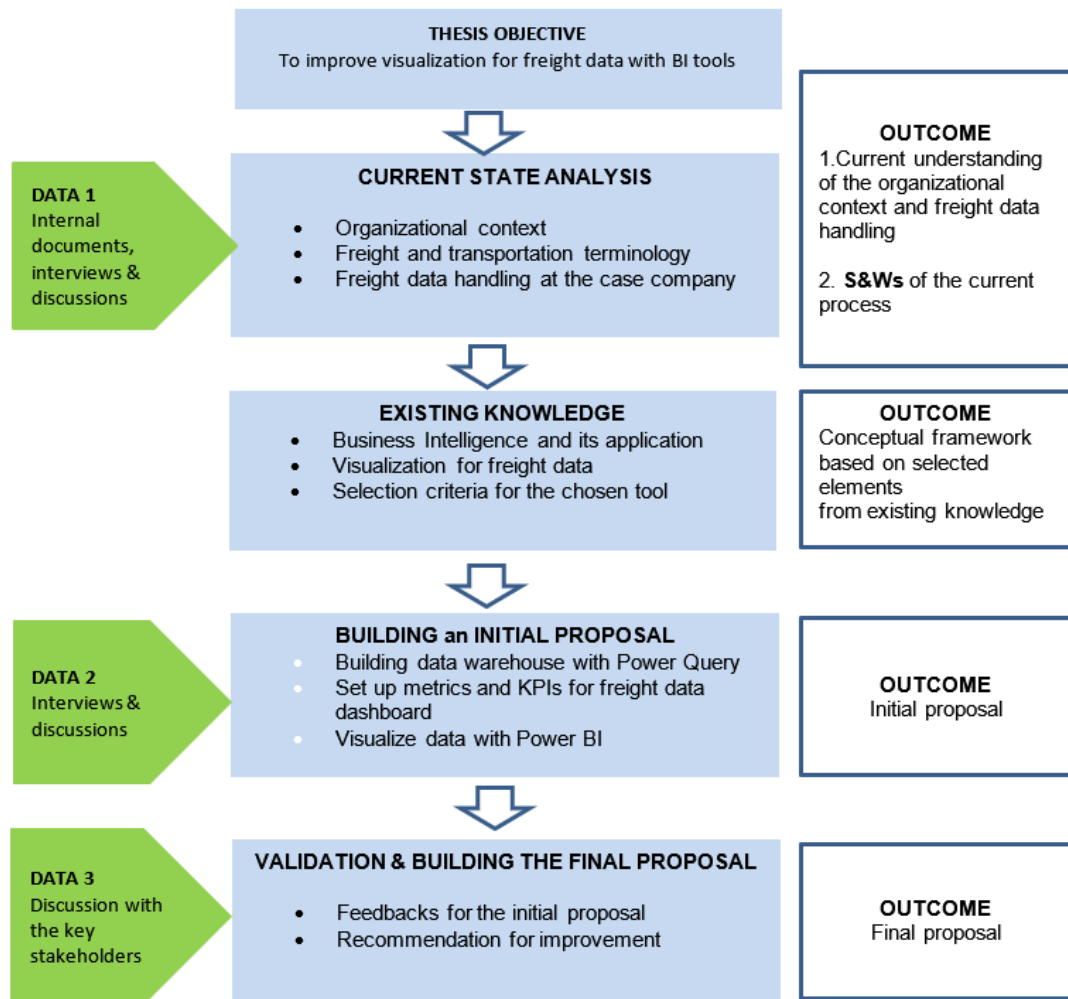 THESIS OBJECTIVE
To improve visualization for freight data with BI tools
DATA 1
Internal
documents,
interviews &
discussions
CURRENT STATE ANALYSIS
• Organizational context
• Freight and transportation terminology
• Freight data handling at the case company
OUTCOME
1.Current understanding
of the organizational
context and freight data
handling
2. S&Ws of the current
process
EXISTING KNOWLEDGE
• Business Intelligence and its application
• Visualization for freight data
• Selection criteria for the chosen tool
OUTCOME
Conceptual framework
based on selected
elements
from existing knowledge
DATA 2
Interviews &
discussions
BUILDING an INITIAL PROPOSAL
• Building data warehouse with Power Query
• Set up metrics and KPIs for freight data
dashboard
• Visualize data with Power BI
OUTCOME
Initial proposal
DATA 3
Discussion with
the key
stakeholders
VALIDATION & BUILDING THE FINAL PROPOSAL
• Feedbacks for the initial proposal
• Recommendation for improvement
OUTCOME
Final proposal